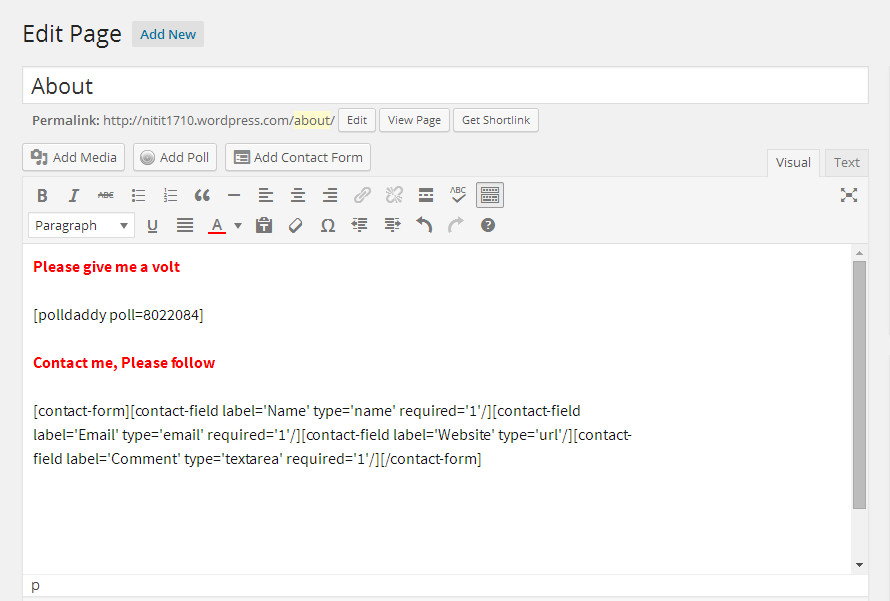 Edit Page Add New
About
Permalink: http://nitit1710.wordpress.com/about/ Edit View Page Get Shortlink
Add Media Add Poll Add Contact Form Visual Text
B I ABC ABC
Paragraph U A T Ω ?
Please give me a volt
[polldaddy poll=8022084]
Contact me, Please follow
[contact-form][contact-field label='Name' type='name' required='1'/][contact-field
label='Email' type='email' required='1'/][contact-field label='Website' type='url'/][contact-
field label='Comment' type='textarea' required='1'/][/contact-form]
p